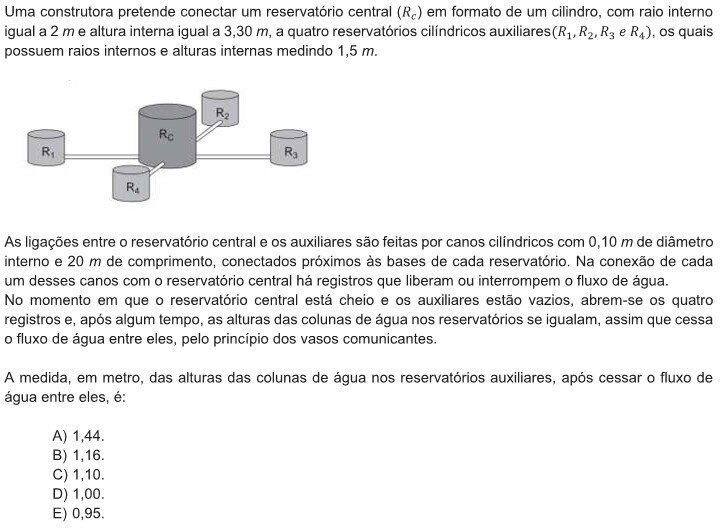 Uma construtora pretende conectar um reservatório central (R_c) em formato de um cilindro, com raio interno
igual a 2 m e altura interna igual a 3,30 m, a quatro reservatórios cilíndricos auxiliares(R₁, R₂, R₃ e R₄), os quais
possuem raios internos e alturas internas medindo 1,5 m.
R₂
R_C
R₁
R₃
R₄
As ligações entre o reservatório central e os auxiliares são feitas por canos cilíndricos com 0,10 m de diâmetro
interno e 20 m de comprimento, conectados próximos às bases de cada reservatório. Na conexão de cada
um desses canos com o reservatório central há registros que liberam ou interrompem o fluxo de água.
No momento em que o reservatório central está cheio e os auxiliares estão vazios, abrem-se os quatro
registros e, após algum tempo, as alturas das colunas de água nos reservatórios se igualam, assim que cessa
o fluxo de água entre eles, pelo princípio dos vasos comunicantes.
A medida, em metro, das alturas das colunas de água nos reservatórios auxiliares, após cessar o fluxo de
água entre eles, é:
A) 1,44.
B) 1,16.
C) 1,10.
D) 1,00.
E) 0,95.